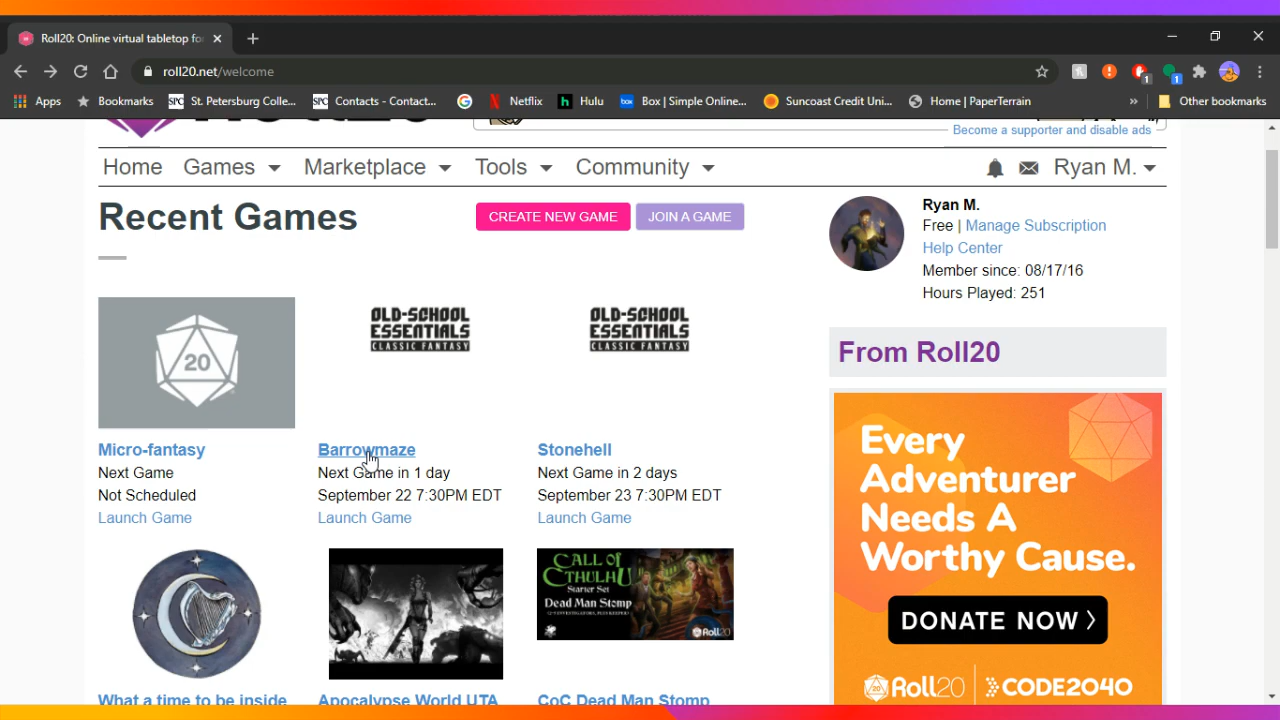 Roll20: Online virtual tabletop fo
roll20.net/welcome
1
1
Apps
Bookmarks
SPC
St. Petersburg Colle...
SPC
Contacts - Contact...
Netflix
h
Hulu
box
Box | Simple Online...
Suncoast Credit Uni...
Home | PaperTerrain
»
Other bookmarks
Become a supporter and disable ads
Home
Games
Marketplace
Tools
Community
Ryan M.
Recent Games
CREATE NEW GAME
JOIN A GAME
Ryan M.
Free | Manage Subscription
Help Center
Member since: 08/17/16
Hours Played: 251
20
OLD-SCHOOL
ESSENTIALS
CLASSIC FANTASY
OLD-SCHOOL
ESSENTIALS
CLASSIC FANTASY
Micro-fantasy
Next Game
Not Scheduled
Launch Game
Barrowmaze
Next Game in 1 day
September 22 7:30PM EDT
Launch Game
Stonehell
Next Game in 2 days
September 23 7:30PM EDT
Launch Game
From Roll20
Every
Adventurer
Needs A
Worthy Cause.
DONATE NOW
Roll20
CODE2040
CALL OF
CTHULHU
Starter Set
Dead Man Stomp
Roll20
What a time to be inside
Apocalypse World UTA
CoC Dead Man Stomp